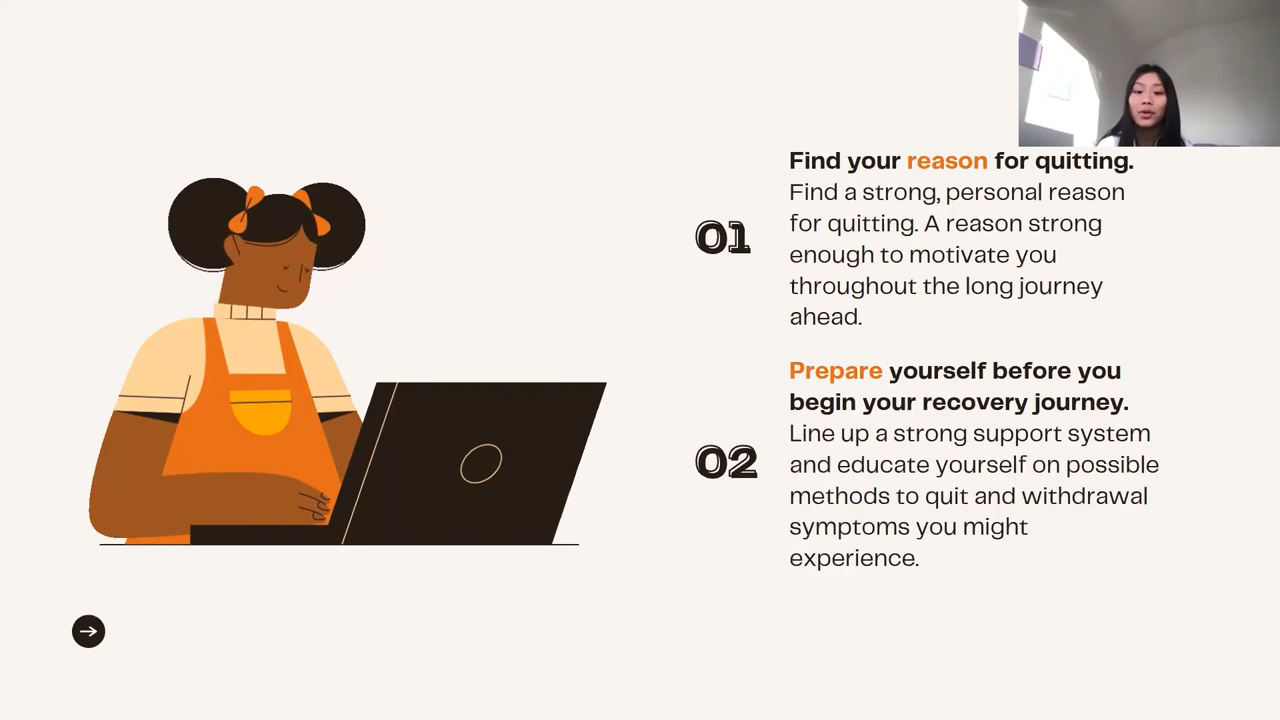 01
Find your reason for quitting.
Find a strong, personal reason
for quitting. A reason strong
enough to motivate you
throughout the long journey
ahead.
02
Prepare yourself before you
begin your recovery journey.
Line up a strong support system
and educate yourself on possible
methods to quit and withdrawal
symptoms you might
experience.